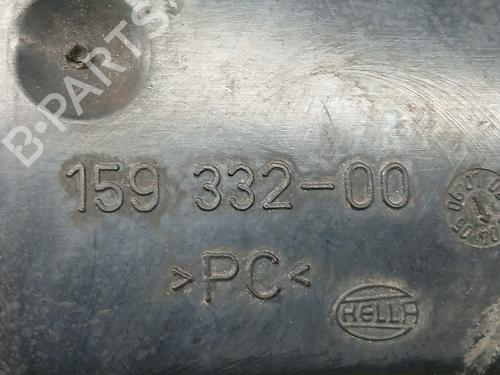 B-PARTS
159 332-00
>PC<
HELLA